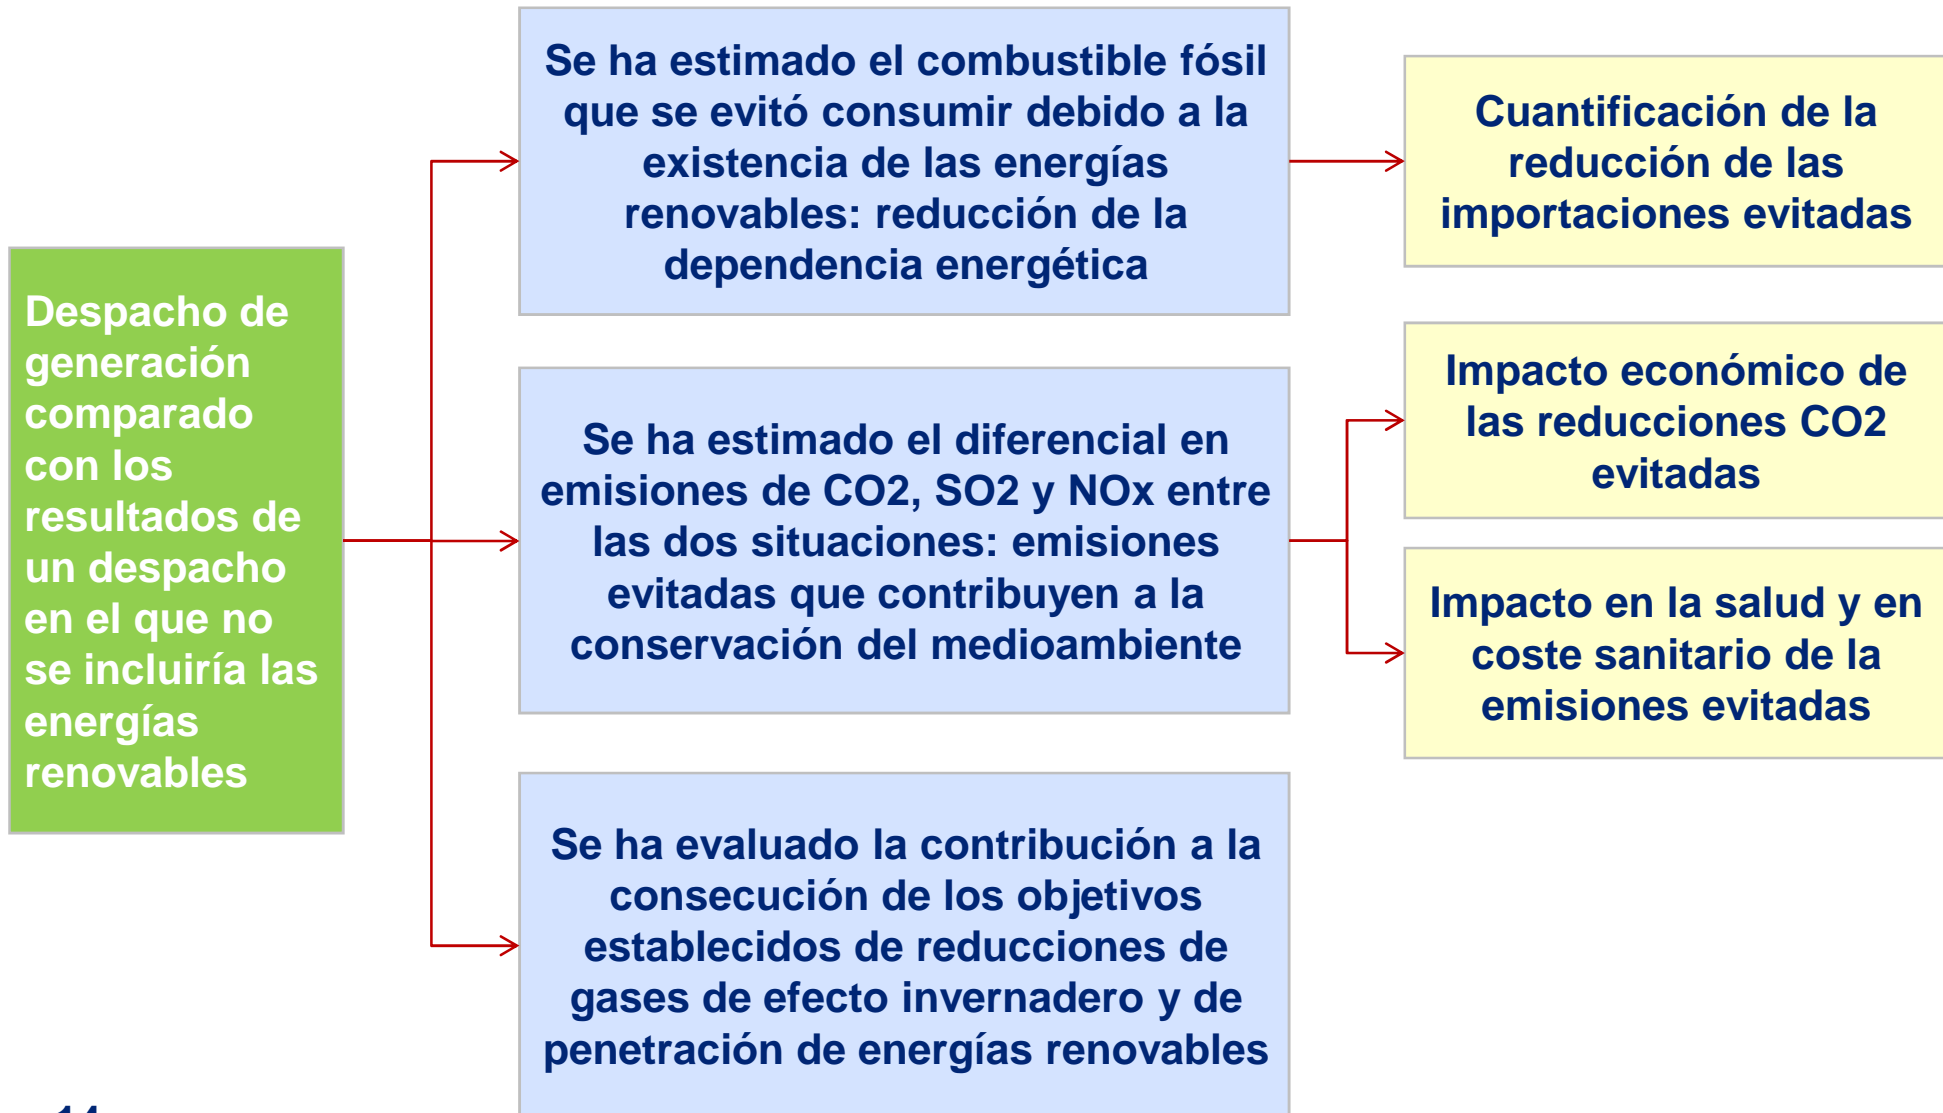 Despacho de
generación
comparado
con los
resultados de
un despacho
en el que no
se incluiría las
energías
renovables
Se ha estimado el combustible fósil
que se evitó consumir debido a la
existencia de las energías
renovables: reducción de la
dependencia energética
Cuantificación de la
reducción de las
importaciones evitadas
Se ha estimado el diferencial en
emisiones de CO2, SO2 y NOx entre
las dos situaciones: emisiones
evitadas que contribuyen a la
conservación del medioambiente
Impacto económico de
las reducciones CO2
evitadas
Impacto en la salud y en
coste sanitario de la
emisiones evitadas
Se ha evaluado la contribución a la
consecución de los objetivos
establecidos de reducciones de
gases de efecto invernadero y de
penetración de energías renovables